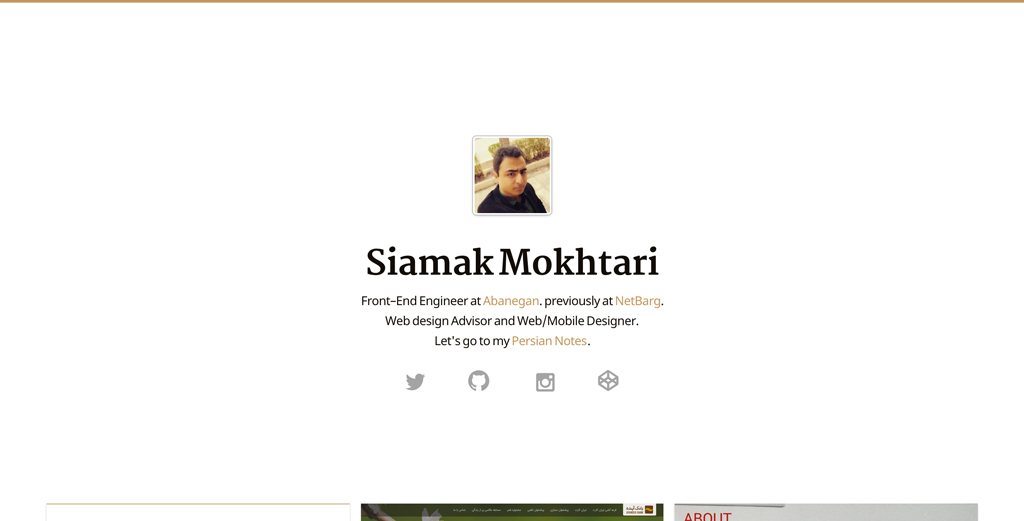 Siamak Mokhtari
Front-End Engineer at Abanegan. previously at NetBarg.
Web design Advisor and Web/Mobile Designer.
Let's go to my Persian Notes.
ABOUT